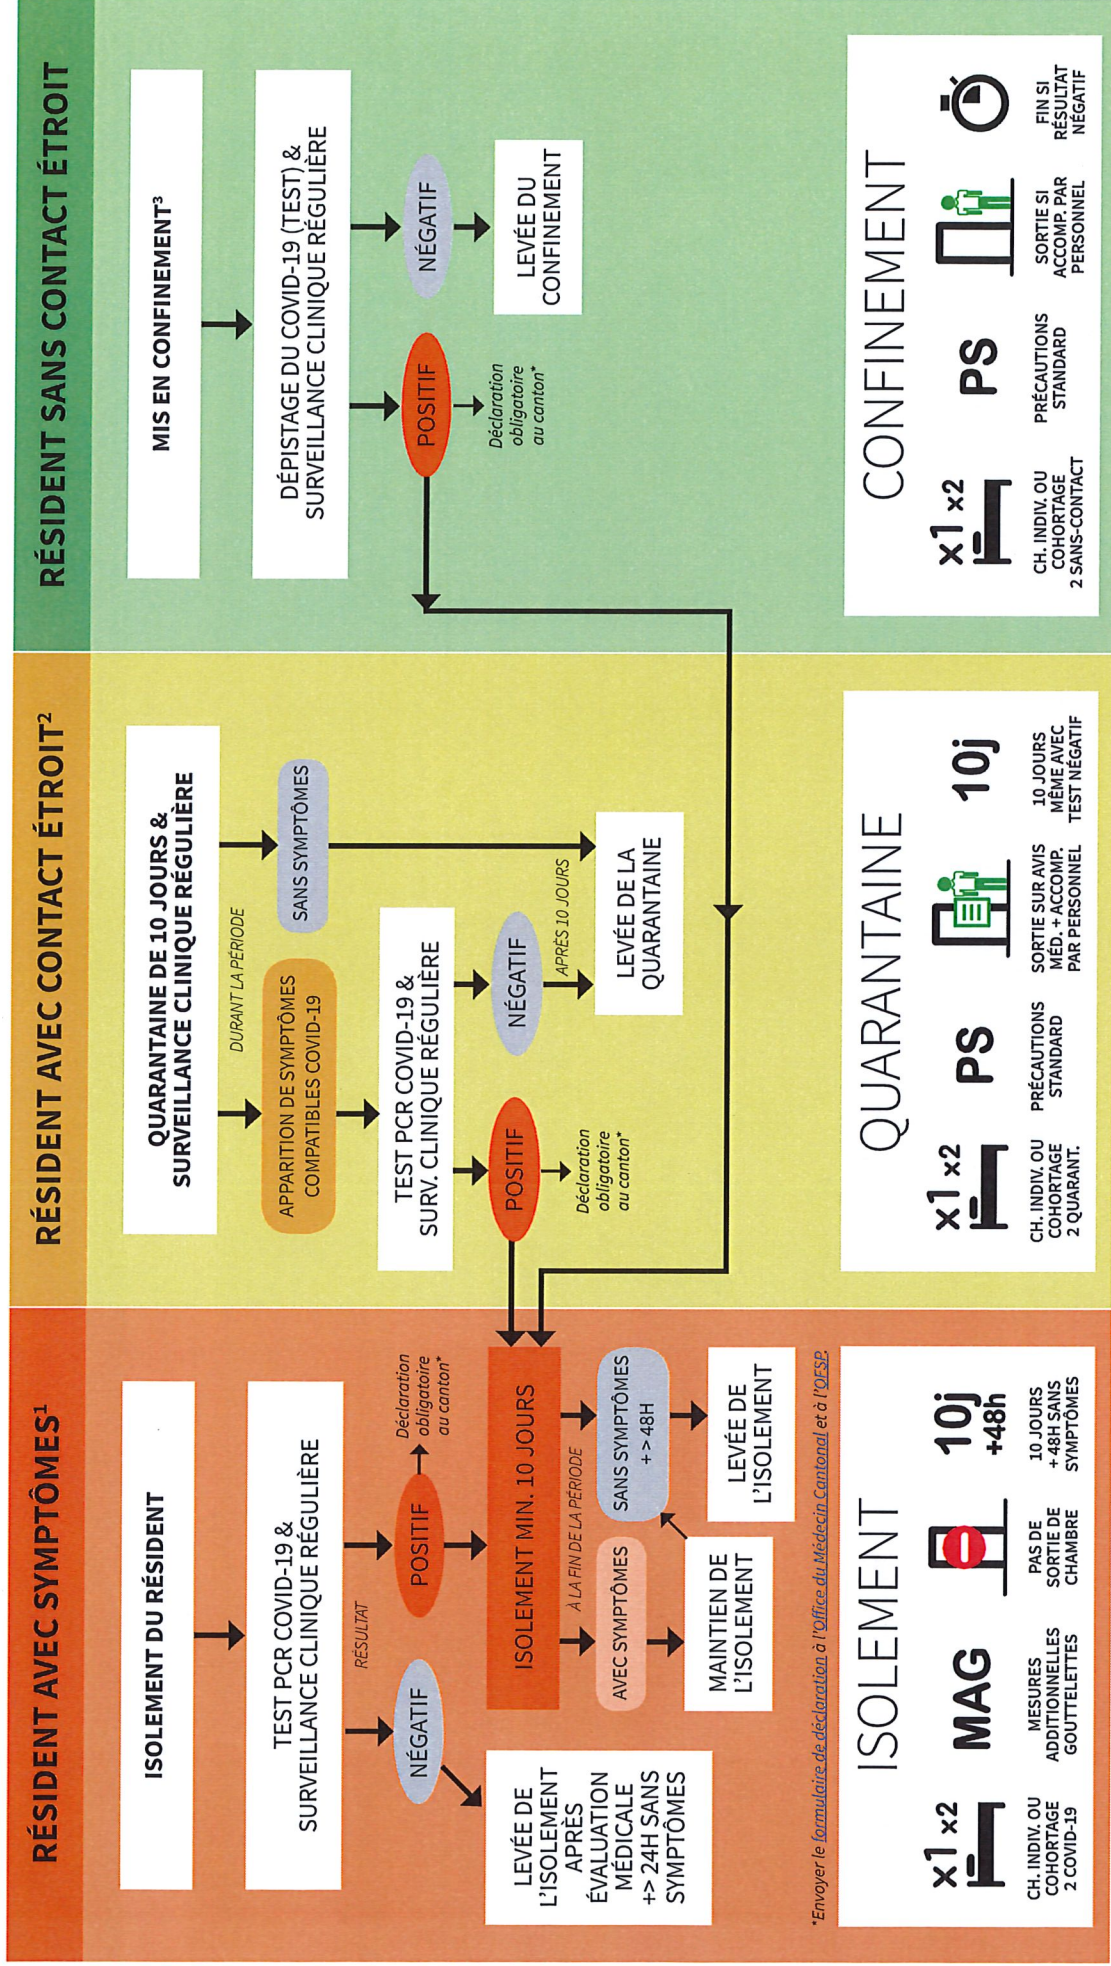 RÉSIDENT AVEC SYMPTÔMES¹
ISOLEMENT DU RÉSIDENT
TEST PCR COVID-19 &
SURVEILLANCE CLINIQUE RÉGULIÈRE
RÉSULTAT
NÉGATIF
POSITIF
Déclaration
obligatoire
au canton*
LEVÉE DE
L'ISOLEMENT
APRÈS
ÉVALUATION
MÉDICALE
+> 24H SANS
SYMPTÔMES
ISOLEMENT MIN. 10 JOURS
À LA FIN DE LA PÉRIODE
AVEC SYMPTÔMES
SANS SYMPTÔMES
+ > 48H
MAINTIEN DE
L'ISOLEMENT
LEVÉE DE
L'ISOLEMENT
*Envoyer le formulaire de déclaration à l'Office du Médecin Cantonal et à l'OFSP.
ISOLEMENT
x1 x2
CH. INDIV. OU
COHORTAGE
2 COVID-19
MAG
MESURES
ADDITIONNELLES
GOUTTELETTES
PAS DE
SORTIE DE
CHAMBRE
10j
+48h
10 JOURS
+ 48H SANS
SYMPTÔMES
RÉSIDENT AVEC CONTACT ÉTROIT²
QUARANTAINE DE 10 JOURS &
SURVEILLANCE CLINIQUE RÉGULIÈRE
DURANT LA PÉRIODE
APPARITION DE SYMPTÔMES
COMPATIBLES COVID-19
SANS SYMPTÔMES
TEST PCR COVID-19 &
SURV. CLINIQUE RÉGULIÈRE
POSITIF
NÉGATIF
Déclaration
obligatoire
au canton*
APRÈS 10 JOURS
LEVÉE DE LA
QUARANTAINE
QUARANTAINE
x1 x2
CH. INDIV. OU
COHORTAGE
2 QUARANT.
PS
PRÉCAUTIONS
STANDARD
SORTIE SUR AVIS
MÉD. + ACCOMP.
PAR PERSONNEL
10j
10 JOURS
MÊME AVEC
TEST NÉGATIF
RÉSIDENT SANS CONTACT ÉTROIT
MIS EN CONFINEMENT³
DÉPISTAGE DU COVID-19 (TEST) &
SURVEILLANCE CLINIQUE RÉGULIÈRE
POSITIF
NÉGATIF
Déclaration
obligatoire
au canton*
LEVÉE DU
CONFINEMENT
CONFINEMENT
x1 x2
CH. INDIV. OU
COHORTAGE
2 SANS-CONTACT
PS
PRÉCAUTIONS
STANDARD
SORTIE SI
ACCOMP. PAR
PERSONNEL
FIN SI
RÉSULTAT
NÉGATIF